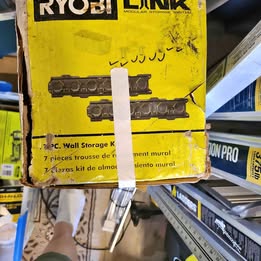 RYOBI LINK
MODULAR STORAGE SYSTEM
7 PC. Wall Storage K
7 pièces trousse de rangement mural
7 piezas kit de almacenamiento mural
ION PRO